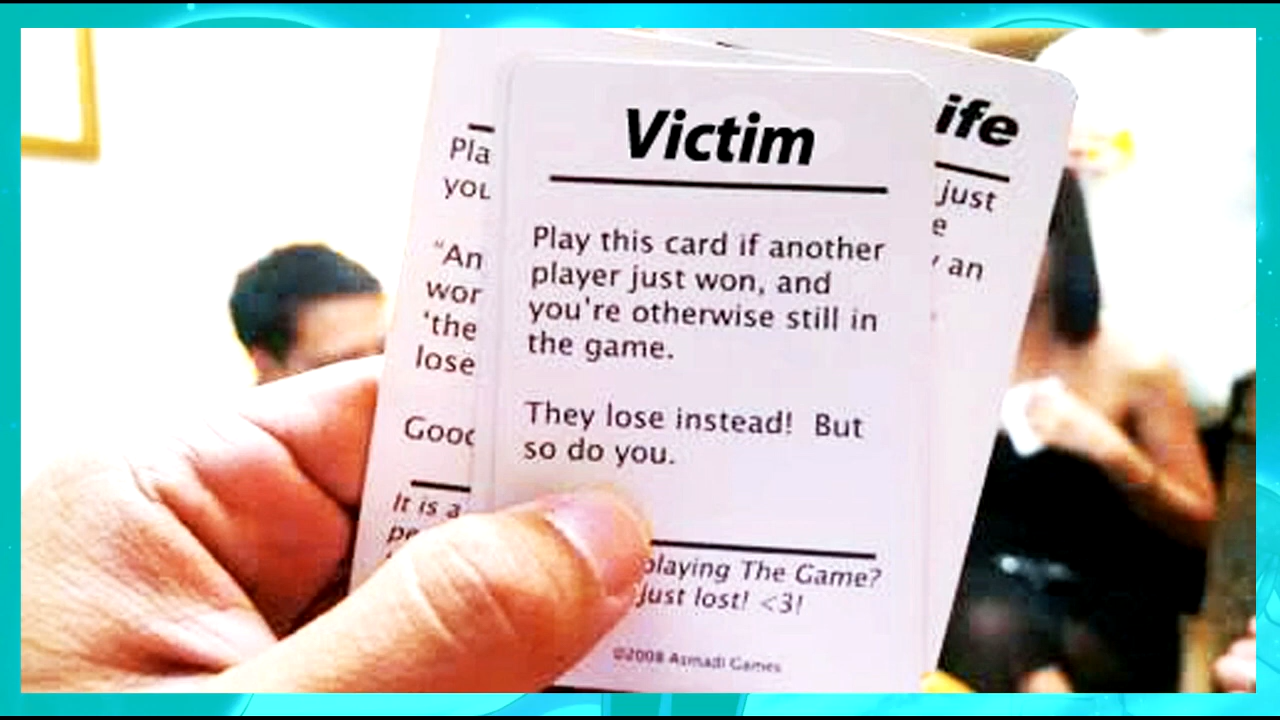 Victim
Play this card if another
player just won, and
you're otherwise still in
the game.
They lose instead!  But
so do you.
playing The Game?
just lost! <3!
©2008 Asmadi Games
Pla
you
"An
wor
'the
lose
Good
It is a
ife
just
e
y an